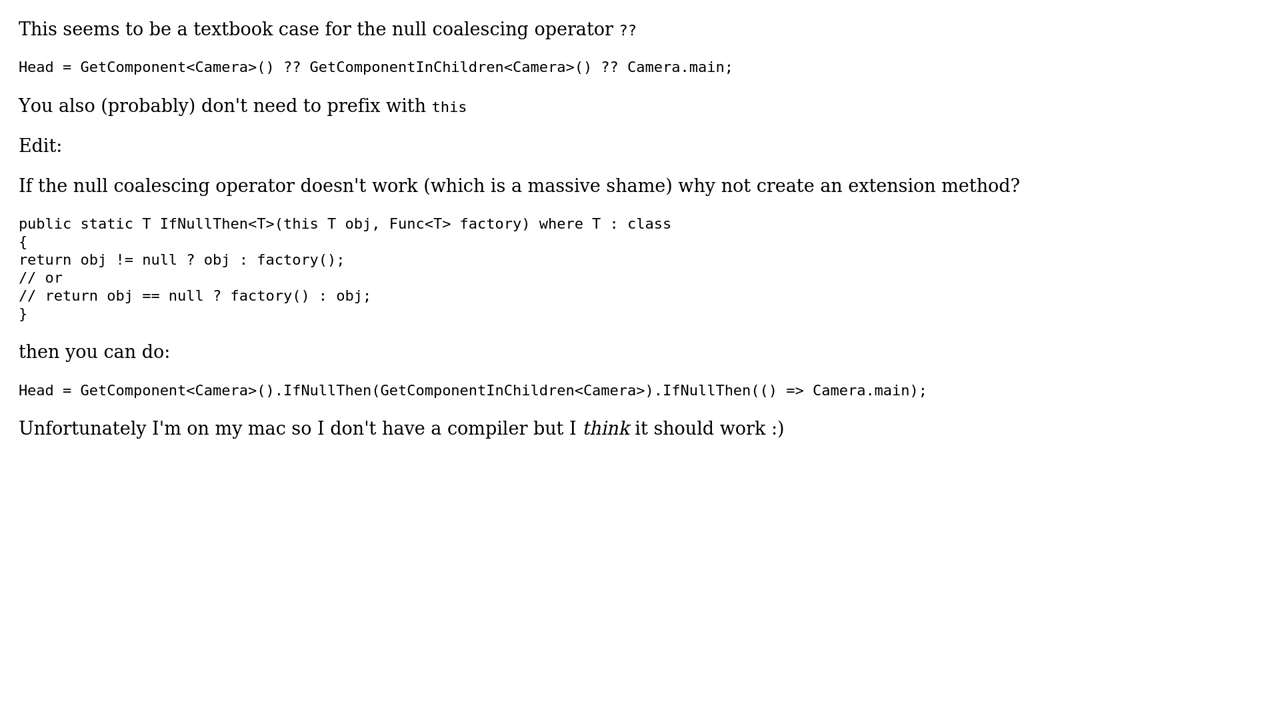 This seems to be a textbook case for the null coalescing operator ??
Head = GetComponent<Camera>() ?? GetComponentInChildren<Camera>() ?? Camera.main;
You also (probably) don't need to prefix with this
Edit:
If the null coalescing operator doesn't work (which is a massive shame) why not create an extension method?
public static T IfNullThen<T>(this T obj, Func<T> factory) where T : class
{
return obj != null ? obj : factory();
// or
// return obj == null ? factory() : obj;
}
then you can do:
Head = GetComponent<Camera>().IfNullThen(GetComponentInChildren<Camera>).IfNullThen(() => Camera.main);
Unfortunately I'm on my mac so I don't have a compiler but I think it should work :)